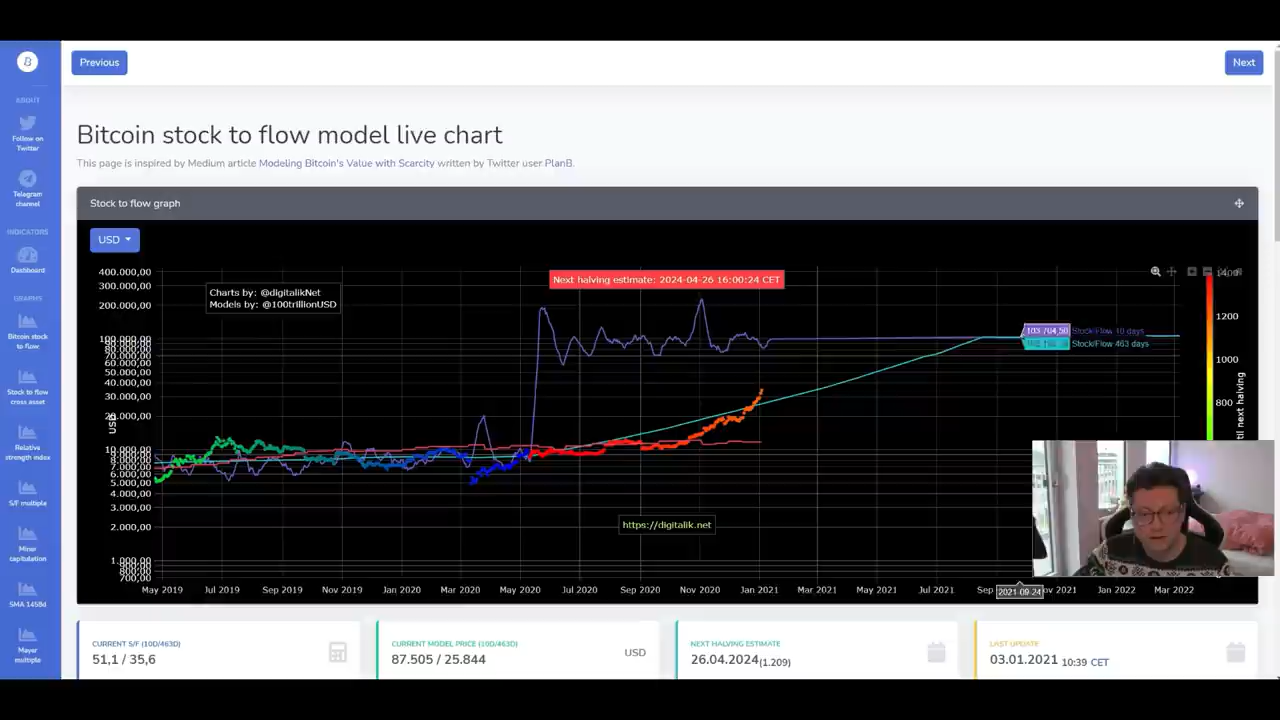 Previous
Next
ABOUT
Follow on
Twitter
Telegram
channel
INDICATORS
Dashboard
GRAPHS
Bitcoin stock
to flow
Stock to flow
cross asset
Relative
strength index
S/F multiple
Miner
capitulation
SMA 1458d
Mayer
multiple
Bitcoin stock to flow model live chart
This page is inspired by Medium article Modeling Bitcoin's Value with Scarcity written by Twitter user PlanB.
Stock to flow graph
USD
Next halving estimate: 2024-04-26 16:00:24 CET
Charts by: @digitalikNet
Models by: @100trillionUSD
400.000,00
300.000,00
200.000,00
100.000,00
70.000,00
50.000,00
40.000,00
30.000,00
20.000,00
10.000,00
7.000,00
5.000,00
4.000,00
3.000,00
2.000,00
1.000,00
700,00
USD
103 704,50 Stock/Flow 10 days
Stock/Flow 463 days
1400
1200
1000
800
til next halving
https://digitalik.net
May 2019
Jul 2019
Sep 2019
Nov 2019
Jan 2020
Mar 2020
May 2020
Jul 2020
Sep 2020
Nov 2020
Jan 2021
Mar 2021
May 2021
Jul 2021
Sep
2021-09-24
ov 2021
Jan 2022
Mar 2022
CURRENT S/F (10D/463D)
51,1 / 35,6
CURRENT MODEL PRICE (10D/463D)
87.505 / 25.844
USD
NEXT HALVING ESTIMATE
26.04.2024(1.209)
LAST UPDATE
03.01.2021 10:39 CET